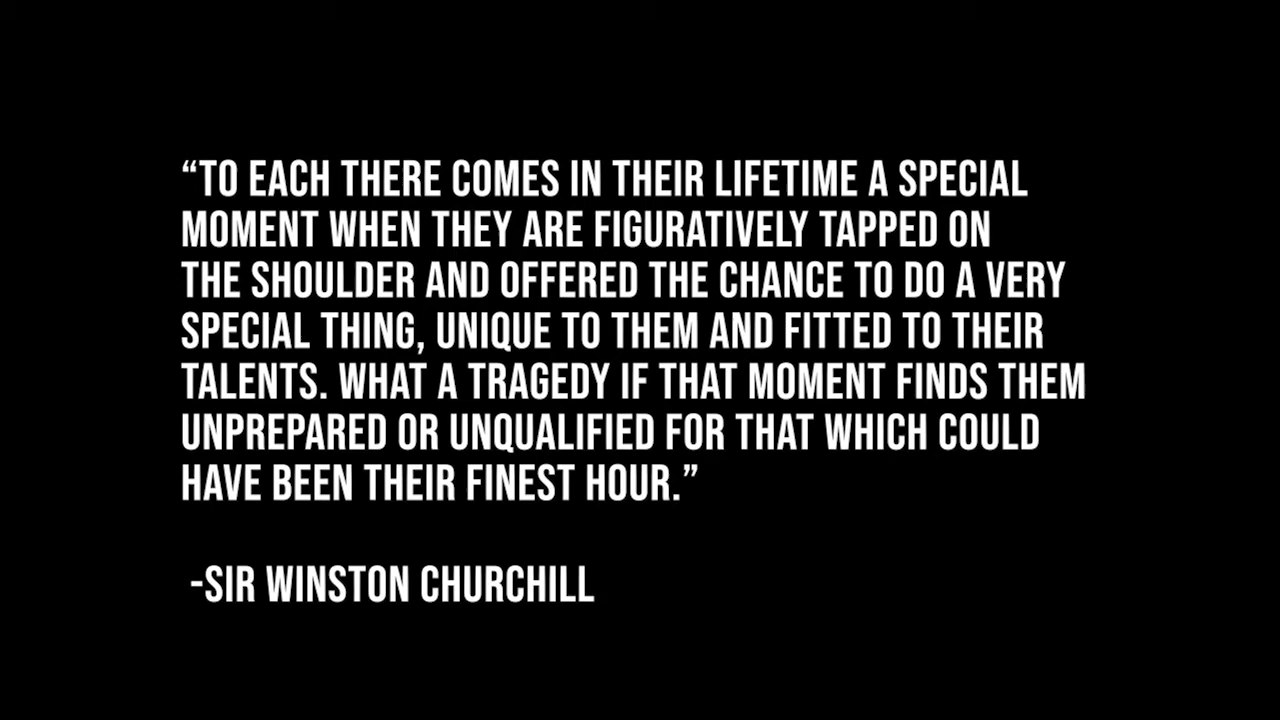 “TO EACH THERE COMES IN THEIR LIFETIME A SPECIAL
MOMENT WHEN THEY ARE FIGURATIVELY TAPPED ON
THE SHOULDER AND OFFERED THE CHANCE TO DO A VERY
SPECIAL THING, UNIQUE TO THEM AND FITTED TO THEIR
TALENTS. WHAT A TRAGEDY IF THAT MOMENT FINDS THEM
UNPREPARED OR UNQUALIFIED FOR THAT WHICH COULD
HAVE BEEN THEIR FINEST HOUR.”
-SIR WINSTON CHURCHILL